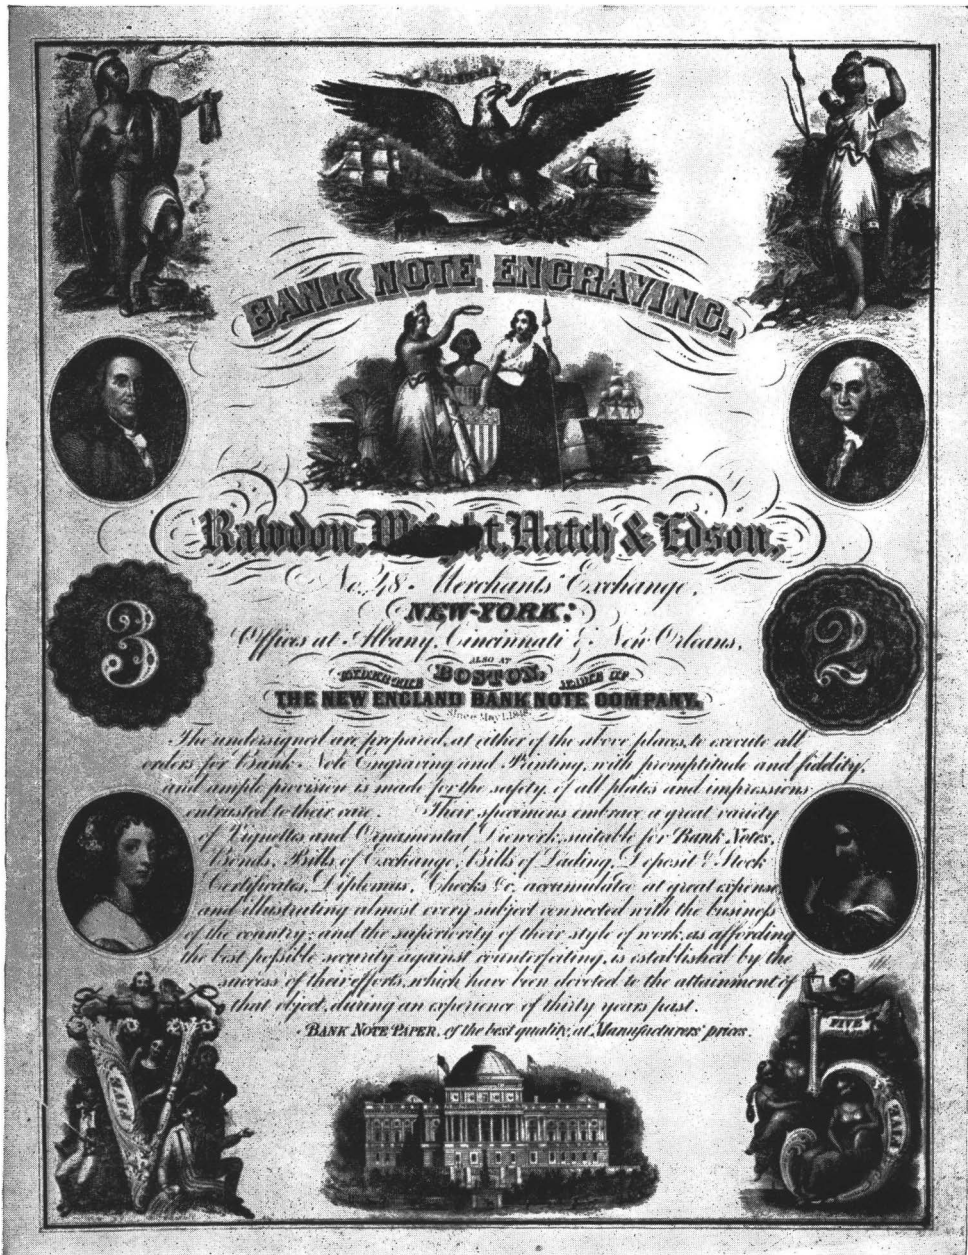 BANK NOTE ENGRAVING.
Rawdon, Wright, Hatch & Edson,
No. 48. Merchants' Exchange,
NEW-YORK:
Offices at Albany, Cincinnati & New Orleans,
ALSO AT
BOSTON,
THE NEW ENGLAND BANK NOTE COMPANY.
Since May 1, 1848.
3
2
The undersigned are prepared, at either of the above places, to execute all
orders for Bank Note Engraving and Printing, with promptitude and fidelity,
and ample provision is made for the safety of all plates and impressions
entrusted to their care. Their specimens embrace a great variety
of Vignettes and Ornamental Diework, suitable for Bank Notes,
Bonds, Bills of Exchange, Bills of Lading, Deposit & Stock
Certificates, Diplomas, Checks &c. accumulated at great expense,
and illustrating almost every subject connected with the business
of the country; and the superiority of their style of work, as affording
the best possible security against counterfeiting, is established by the
success of their efforts, which have been devoted to the attainment of
that object, during an experience of thirty years past.
BANK NOTE PAPER, of the best quality, at Manufacturers' prices.
V
FIVE
5